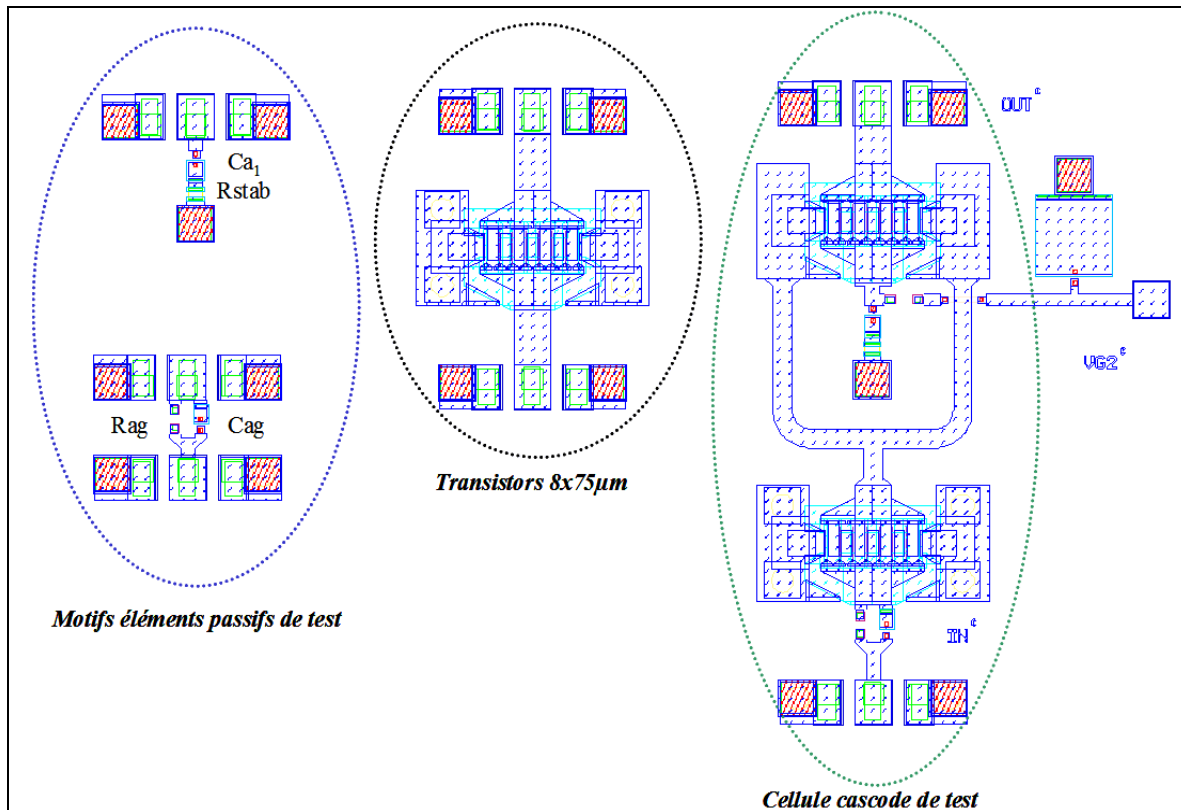 Ca1
Rstab
Rag
Cag
Motifs éléments passifs de test
Transistors 8x75µm
OUT
VG2
IN
Cellule cascode de test